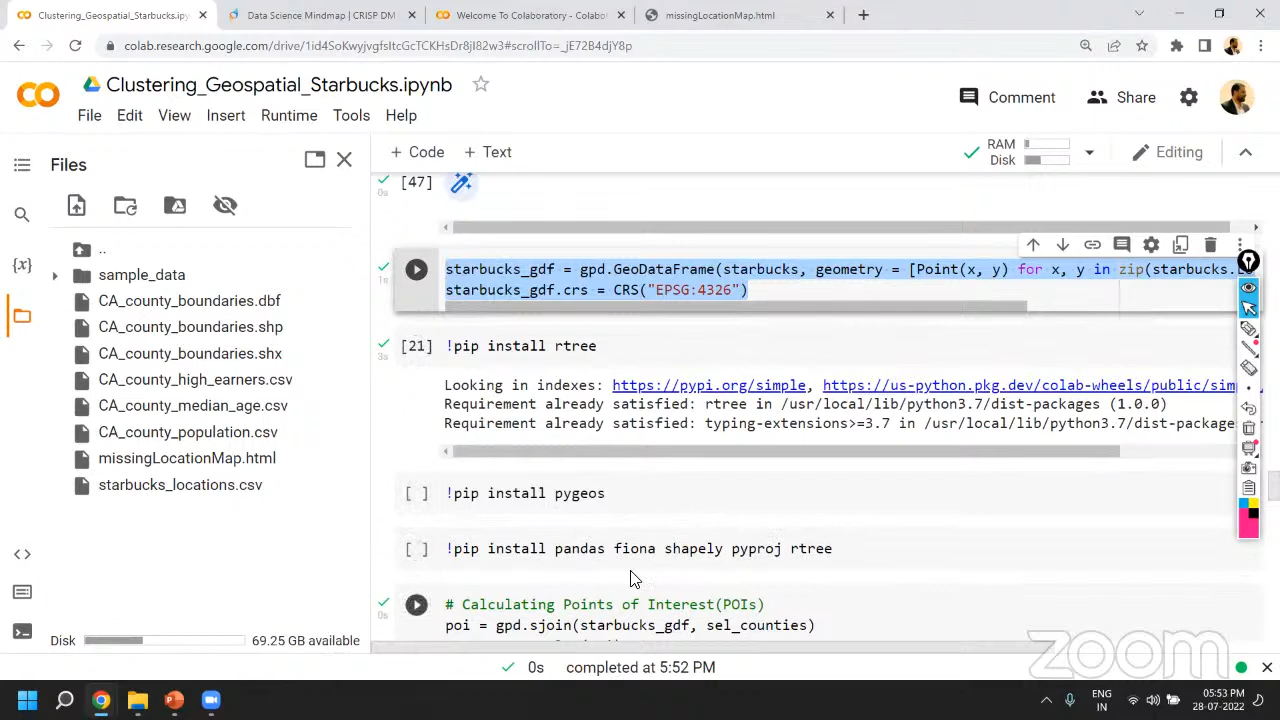 Clustering_Geospatial_Starbucks.ipyn
Data Science Mindmap | CRISP DM
Welcome To Colaboratory - Colabo
missingLocationMap.html
colab.research.google.com/drive/1id4SoKwyjvgfsItcGcTCKHsDr8jI82w3#scrollTo=_jE72B4djY8p
Clustering_Geospatial_Starbucks.ipynb
File Edit View Insert Runtime Tools Help
Comment Share
Files
+ Code + Text
RAM
Disk
Editing
[47]
0s
..
sample_data
CA_county_boundaries.dbf
CA_county_boundaries.shp
CA_county_boundaries.shx
CA_county_high_earners.csv
CA_county_median_age.csv
CA_county_population.csv
missingLocationMap.html
starbucks_locations.csv
Disk 69.25 GB available
1s
starbucks_gdf = gpd.GeoDataFrame(starbucks, geometry = [Point(x, y) for x, y in zip(starbucks.
starbucks_gdf.crs = CRS("EPSG:4326")
[21] !pip install rtree
3s
Looking in indexes: https://pypi.org/simple, https://us-python.pkg.dev/colab-wheels/public/sim
Requirement already satisfied: rtree in /usr/local/lib/python3.7/dist-packages (1.0.0)
Requirement already satisfied: typing-extensions>=3.7 in /usr/local/lib/python3.7/dist-package
[ ] !pip install pygeos
[ ] !pip install pandas fiona shapely pyproj rtree
0s
# Calculating Points of Interest(POIs)
poi = gpd.sjoin(starbucks_gdf, sel_counties)
0s completed at 5:52 PM
zoom
ENG
IN
05:53 PM
28-07-2022